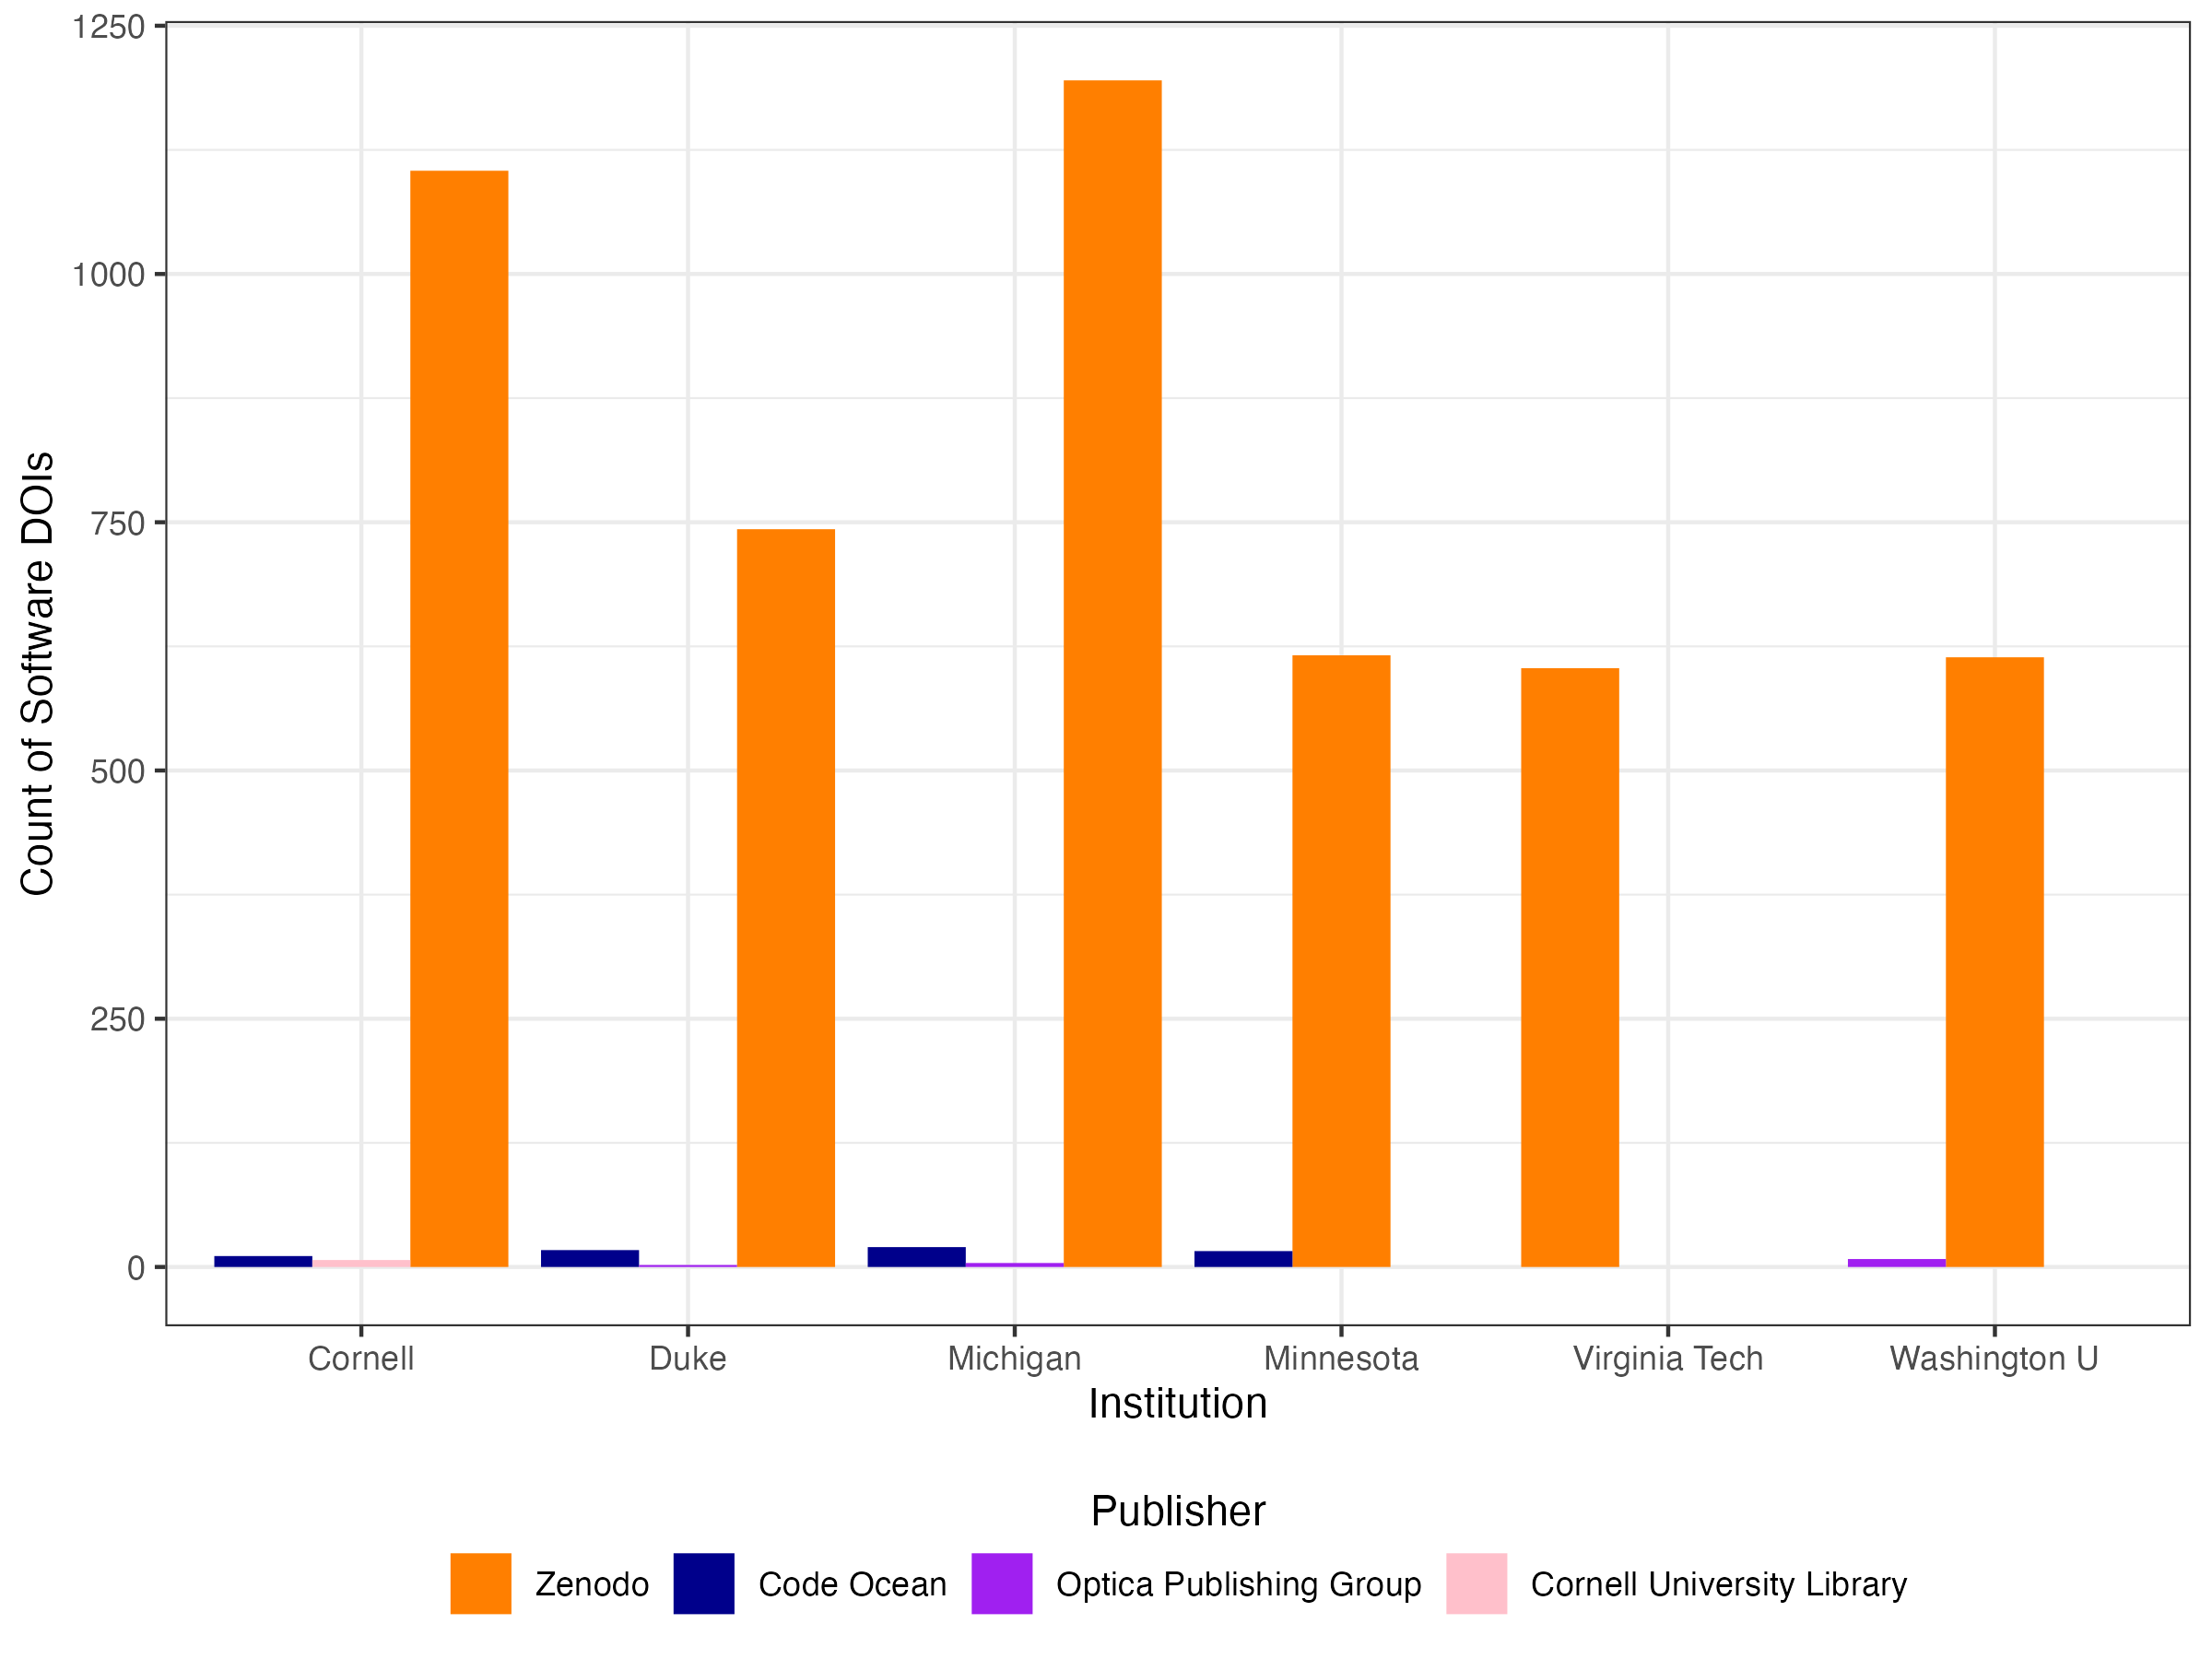 Count of Software DOIs
1250
1000
750
500
250
0
Cornell Duke Michigan Minnesota Virginia Tech Washington U
Institution
Publisher
Zenodo Code Ocean Optica Publishing Group Cornell University Library